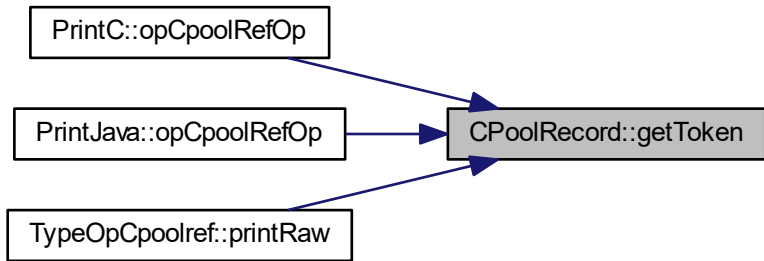 PrintC::opCpoolRefOp
PrintJava::opCpoolRefOp
CPoolRecord::getToken
TypeOpCpoolref::printRaw